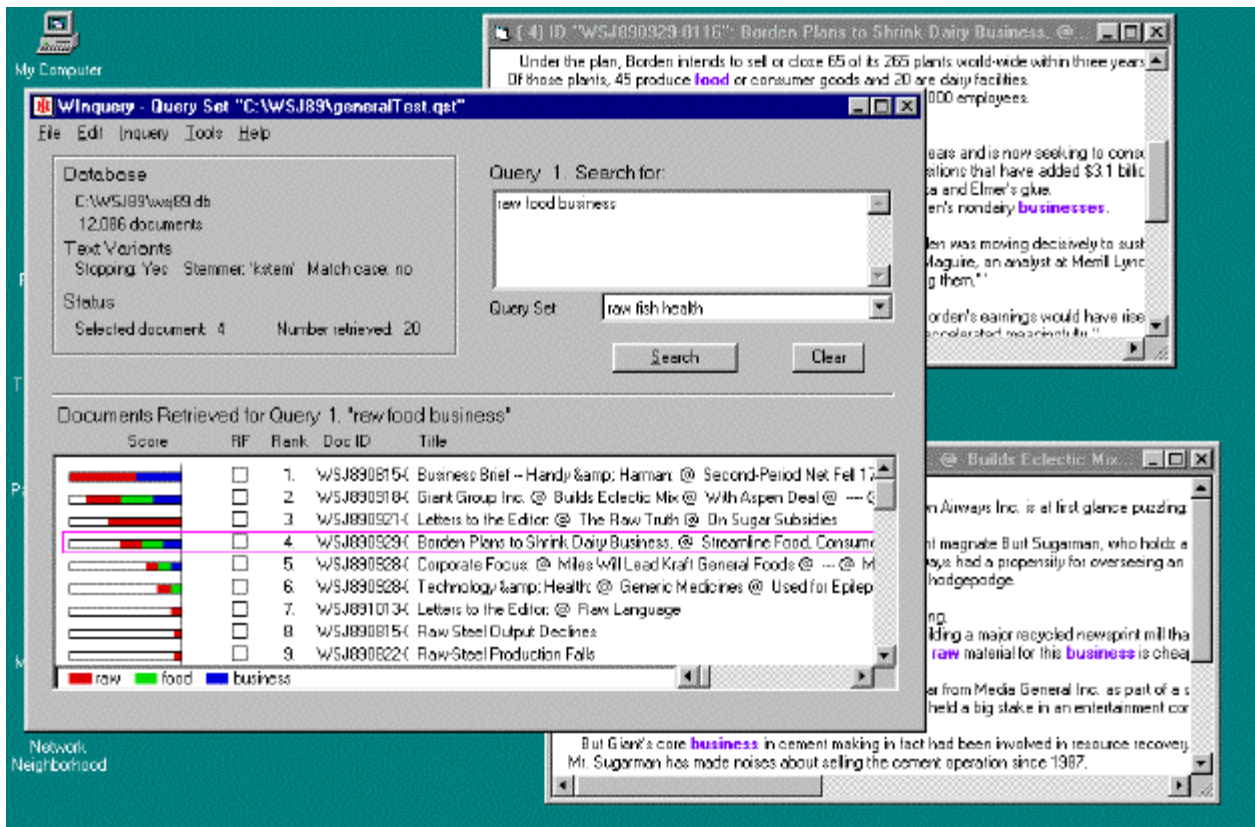 My Computer
( 4) ID "WSJ890929-0116": Borden Plans to Shrink Dairy Business. @
Under the plan, Borden intends to sell or close 65 of its 265 plants world-wide within three years
Of those plants, 45 produce food or consumer goods and 20 are dairy facilities.
000 employees.
ears and is now seeking to conso
sitions that have added $3.1 billio
ca and Elmer's glue.
en's nondairy businesses.
den was moving decisively to sust
Maguire, an analyst at Merrill Lync
g them."'
orden's earnings would have rise
accelerated meaningfully."
WInquery - Query Set "C:\WSJ89\generalTest.qst"
File Edit Inquery Tools Help
Database
C:\WSJ89\wsj89.db
12,086 documents
Text Variants
Stopping: Yes Stemmer: 'kstem' Match case: no
Status
Selected document: 4 Number retrieved: 20
Query 1. Search for:
raw food business
Query Set
raw fish health
Search
Clear
Documents Retrieved for Query 1. "raw food business"
Score RF Rank Doc ID Title
1. WSJ890815-( Business Brief -- Handy &amp; Harman: @ Second-Period Net Fell 17
2. WSJ890918-( Giant Group Inc. @ Builds Eclectic Mix @ With Aspen Deal @ ---
3. WSJ890921-( Letters to the Editor: @ The Raw Truth @ On Sugar Subsidies
4. WSJ890929-( Borden Plans to Shrink Dairy Business. @ Streamline Food, Consume
5. WSJ890928-( Corporate Focus: @ Miles Will Lead Kraft General Foods @ --- @ M
6. WSJ890928-( Technology &amp; Health: @ Generic Medicines @ Used for Epilep
7. WSJ891013-( Letters to the Editor: @ Raw Language
8. WSJ890815-( Raw Steel Output Declines
9. WSJ890822-( Raw-Steel Production Falls
raw food business
@ Builds Eclectic Mix
n Airways Inc. is at first glance puzzling.
nt magnate Burt Sugarman, who holds a
ways had a propensity for overseeing an
hodgepodge.
ng.
ilding a major recycled newsprint mill tha
raw material for this business is cheap
ar from Media General Inc. as part of a s
held a big stake in an entertainment cor
But Giant's core business in cement making in fact had been involved in resource recovery.
Mr. Sugarman has made noises about selling the cement operation since 1987.
Network
Neighborhood